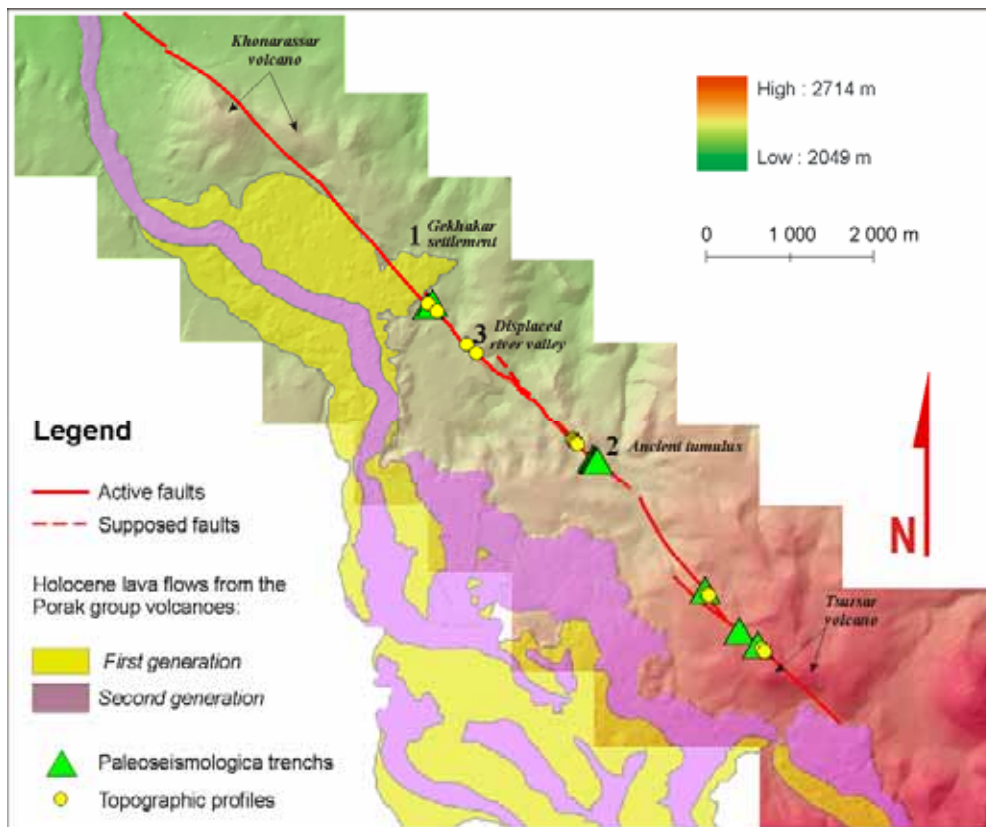 Khonarassar
volcano
High : 2714 m
Low : 2049 m
0 1 000 2 000 m
1 Gekhakar
settlement
3 Displaced
river valley
2 Ancient tumulus
N
Tsarsar
volcano
Legend
Active faults
Supposed faults
Holocene lava flows from the
Porak group volcanoes:
First generation
Second generation
Paleoseismologica trenchs
Topographic profiles